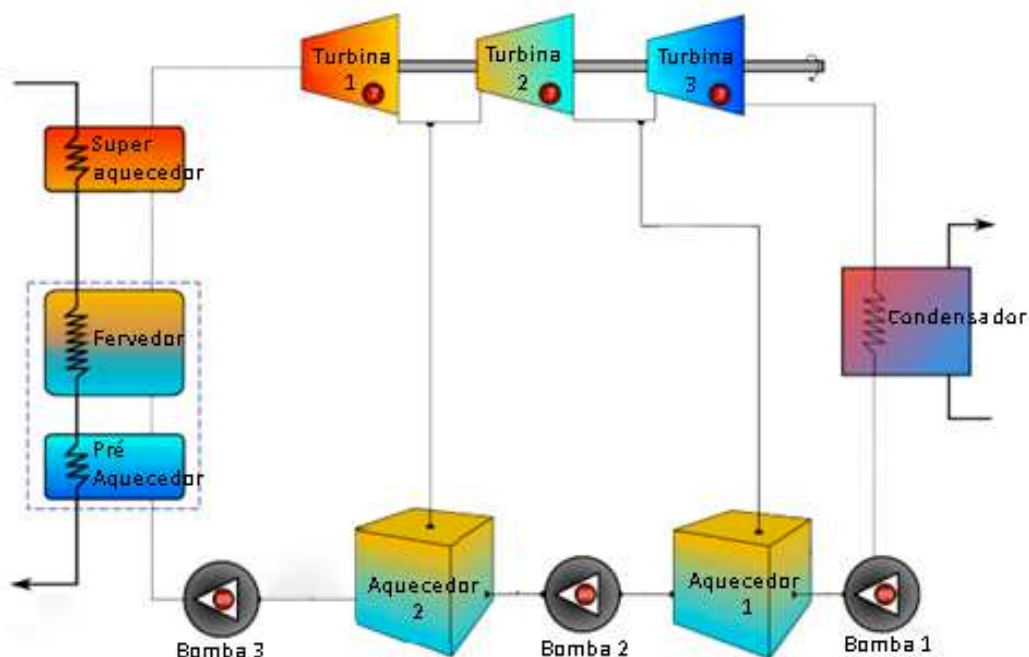 Turbina
1
Turbina
2
Turbina
3
Super
aquecedor
Fervedor
Condensador
Pré
Aquecedor
Aquecedor
2
Aquecedor
1
Bomba 3
Bomba 2
Bomba 1